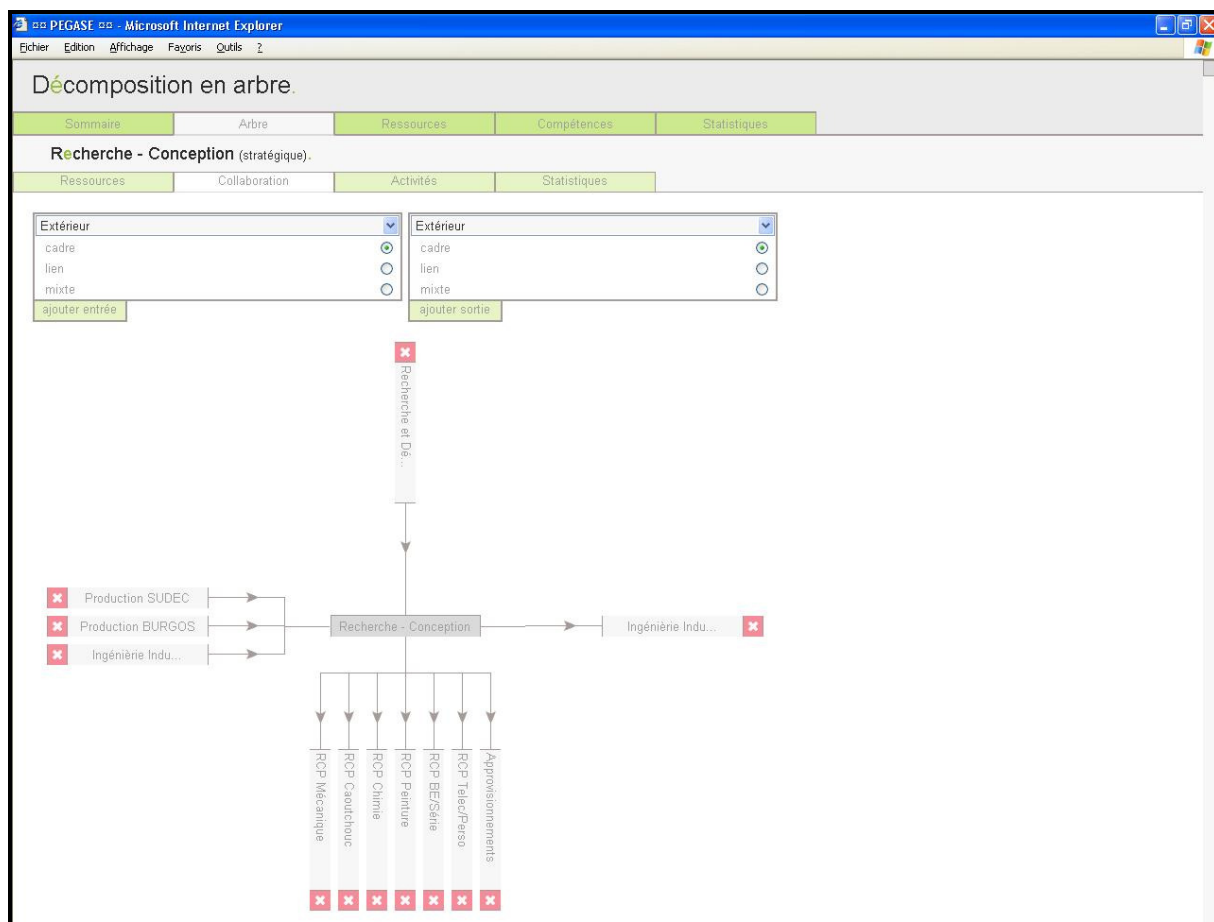 ¤¤ PEGASE ¤¤ - Microsoft Internet Explorer
Fichier Edition Affichage Favoris Outils ?
Décomposition en arbre.
Sommaire Arbre Ressources Compétences Statistiques
Recherche - Conception (stratégique).
Ressources Collaboration Activités Statistiques
Extérieur Extérieur
cadre cadre
lien lien
mixte mixte
ajouter entrée ajouter sortie
Recherche et Dé...
Production SUDEC
Production BURGOS Recherche - Conception Ingénièrie Indu...
Ingénièrie Indu...
RCP Mécanique
RCP Caoutchouc
RCP Chimie
RCP Peinture
RCP BE/Série
RCP Telec/Perso
Approvisionnements